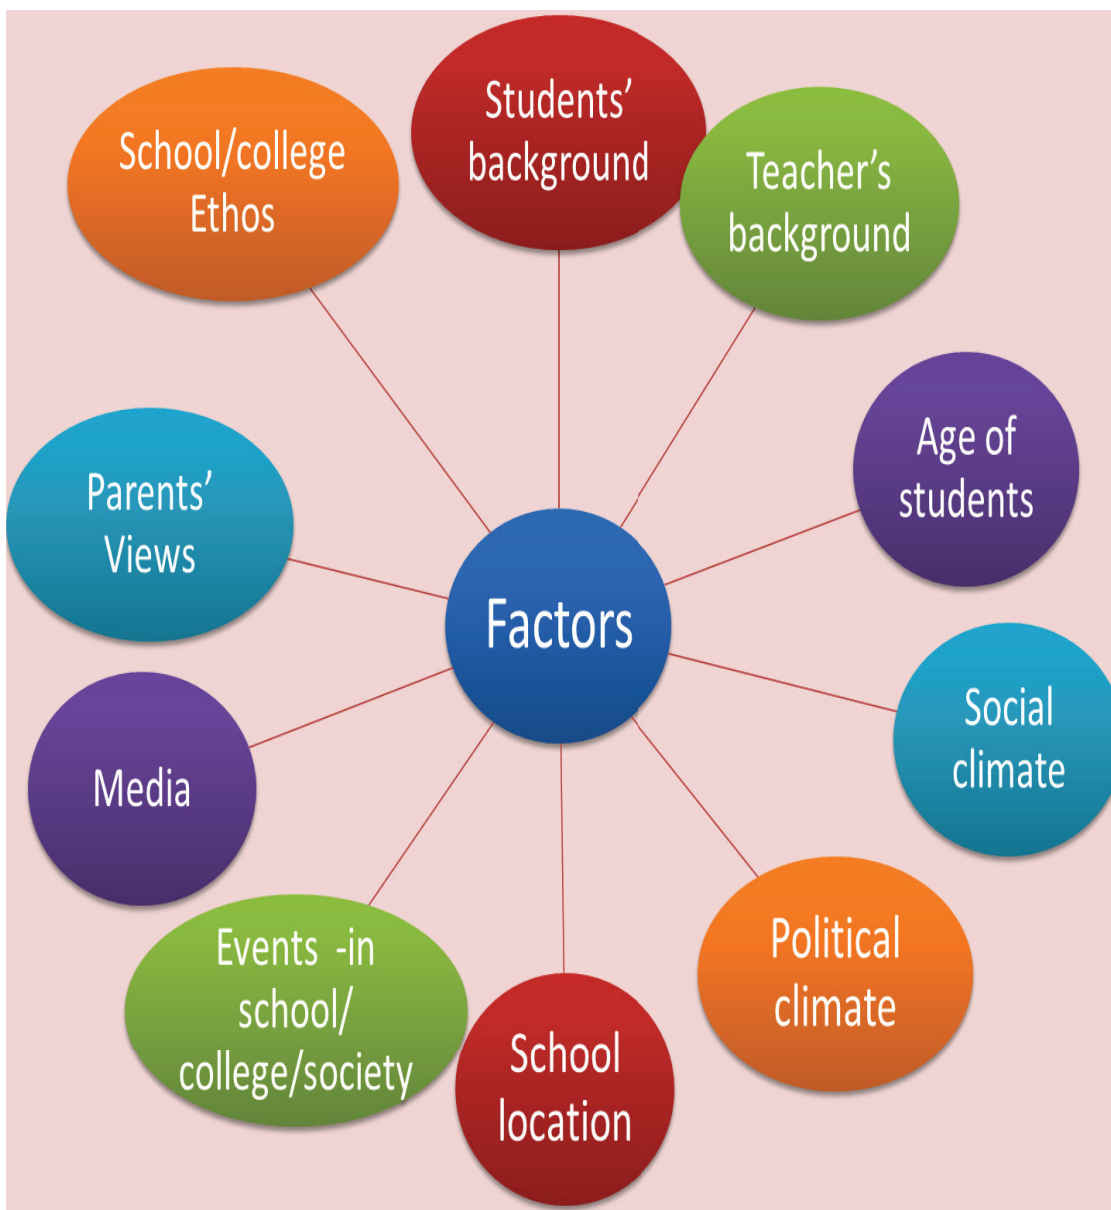 Students’
background
Teacher’s
background
Age of
students
Social
climate
Political
climate
School
location
Events -in
school/
college/society
Media
Parents’
Views
School/college
Ethos
Factors